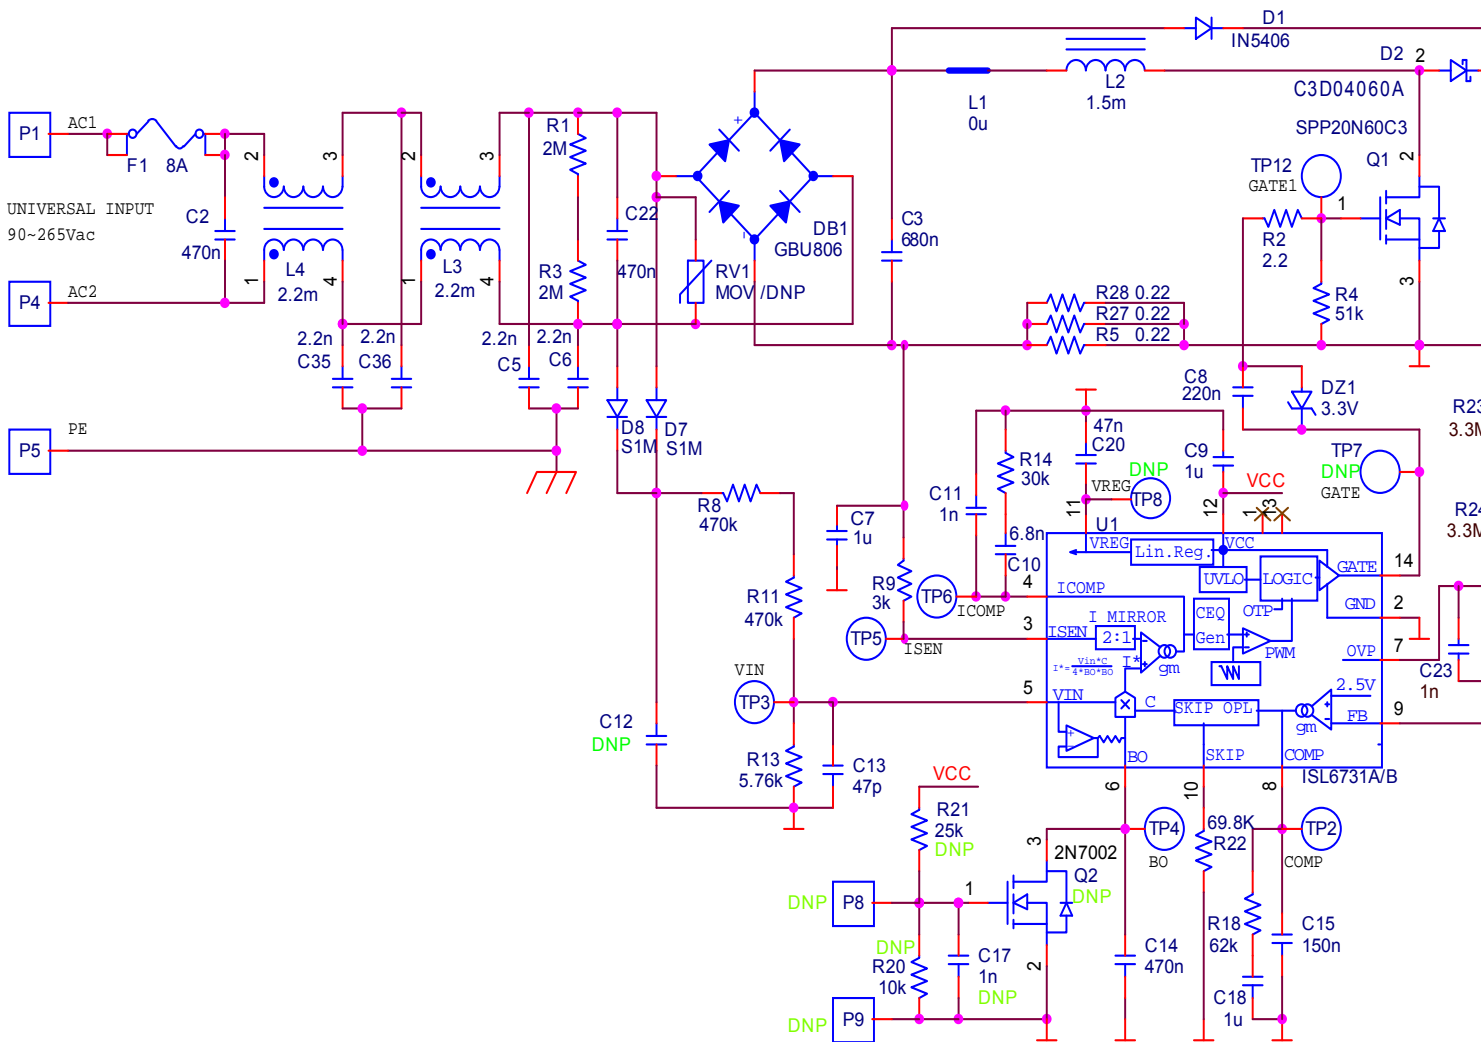 D1
IN5406
D2
2
C3D04060A
L1
0u
L2
1.5m
SPP20N60C3
P1
AC1
F1
8A
2
3
2
3
R1
2M
+
TP12
GATE1
Q1
2
1
UNIVERSAL INPUT
90~265Vac
C2
470n
C22
470n
DB1
GBU806
-
C3
680n
R2
2.2
3
P4
AC2
L4
2.2m
1
4
L3
2.2m
1
4
R3
2M
RV1
MOV /DNP
R28 0.22
R27 0.22
R5 0.22
R4
51k
2.2n
C35
2.2n
C36
2.2n
C5
2.2n
C6
C8
220n
DZ1
3.3V
R23
3.3M
P5
PE
D8
S1M
D7
S1M
47n
C20
R14
30k
DNP
TP8
VREG
C9
1u
VCC
TP7
DNP
GATE
R24
3.3M
R8
470k
C11
1n
C7
1u
6.8n
C10
11
U1
12
1
13
VREG
Lin.Reg.
VCC
UVLO
LOGIC
GATE
14
R9
3k
TP6
ICOMP
4
ICOMP
OTP
GND
2
R11
470k
TP5
ISEN
3
ISEN
I MIRROR
2:1
CEQ
Gen
gm
PWM
OVP
7
I*=Vin*C
4*BO*BO
I*
C23
1n
VIN
TP3
5
VIN
X
C
SKIP OPL
2.5V
gm
FB
9
C12
DNP
R13
5.76k
C13
47p
BO
SKIP
COMP
ISL6731A/B
6
10
8
VCC
R21
25k
DNP
3
2N7002
Q2
DNP
TP4
BO
69.8K
R22
TP2
COMP
DNP
P8
1
DNP
R20
10k
C17
1n
DNP
2
C14
470n
R18
62k
C15
150n
C18
1u
DNP
P9